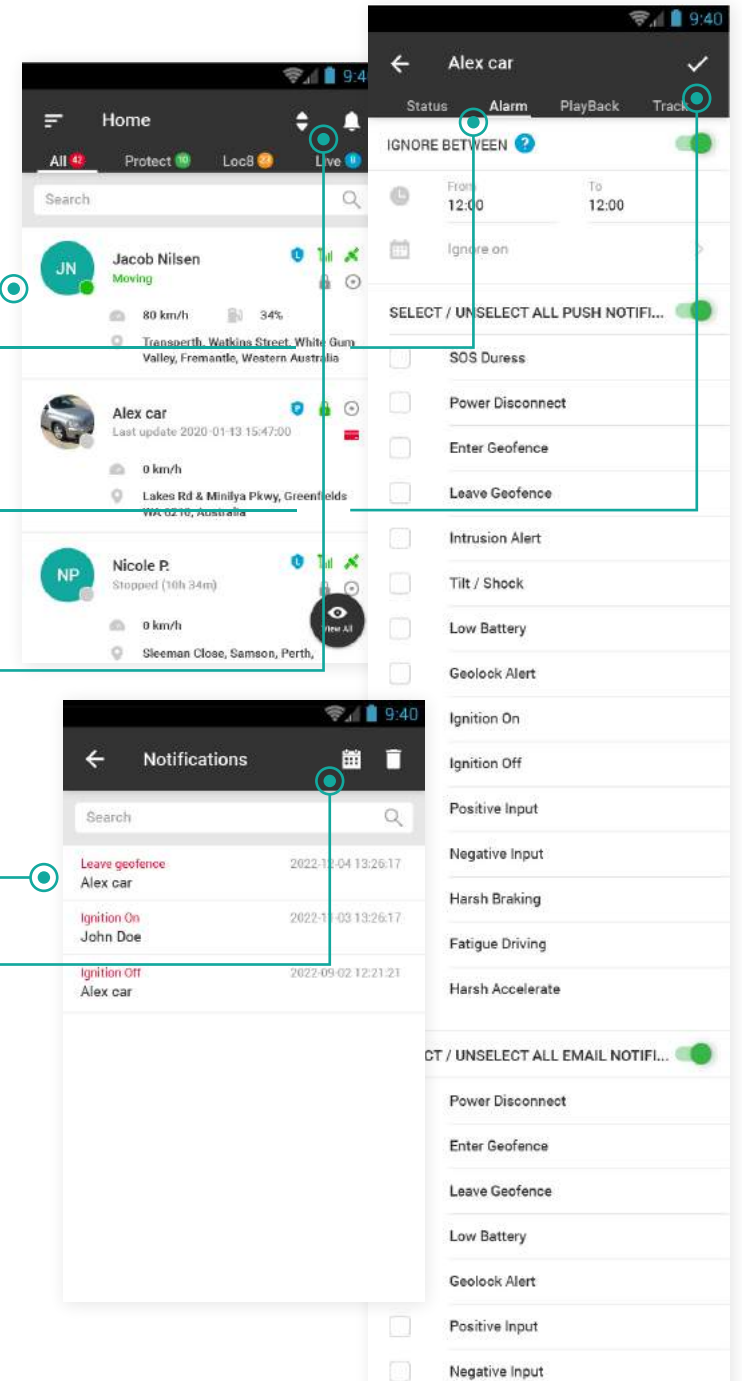 9:40
Home
All 42 Protect 10 Loc8 Live
Search
JN
Jacob Nilsen
Moving
80 km/h 34%
Transperth, Watkins Street, White Gum
Valley, Fremantle, Western Australia
Alex car
Last update 2020-01-13 15:47:00
0 km/h
Lakes Rd & Minilya Pkwy, Greenfields
WA 6210, Australia
NP
Nicole P.
Stopped (10h 34m)
0 km/h
View All
Sleeman Close, Samson, Perth,
9:40
Alex car
Status Alarm PlayBack Track
IGNORE BETWEEN ?
From To
12:00 12:00
Ignore on
SELECT / UNSELECT ALL PUSH NOTIFI...
SOS Duress
Power Disconnect
Enter Geofence
Leave Geofence
Intrusion Alert
Tilt / Shock
Low Battery
Geolock Alert
Ignition On
Ignition Off
Positive Input
Negative Input
Harsh Braking
Fatigue Driving
Harsh Accelerate
CT / UNSELECT ALL EMAIL NOTIFI...
Power Disconnect
Enter Geofence
Leave Geofence
Low Battery
Geolock Alert
Positive Input
Negative Input
9:40
Notifications
Search
Leave geofence 2022-12-04 13:26:17
Alex car
Ignition On 2022-11-03 13:26:17
John Doe
Ignition Off 2022-09-02 12:21:21
Alex car